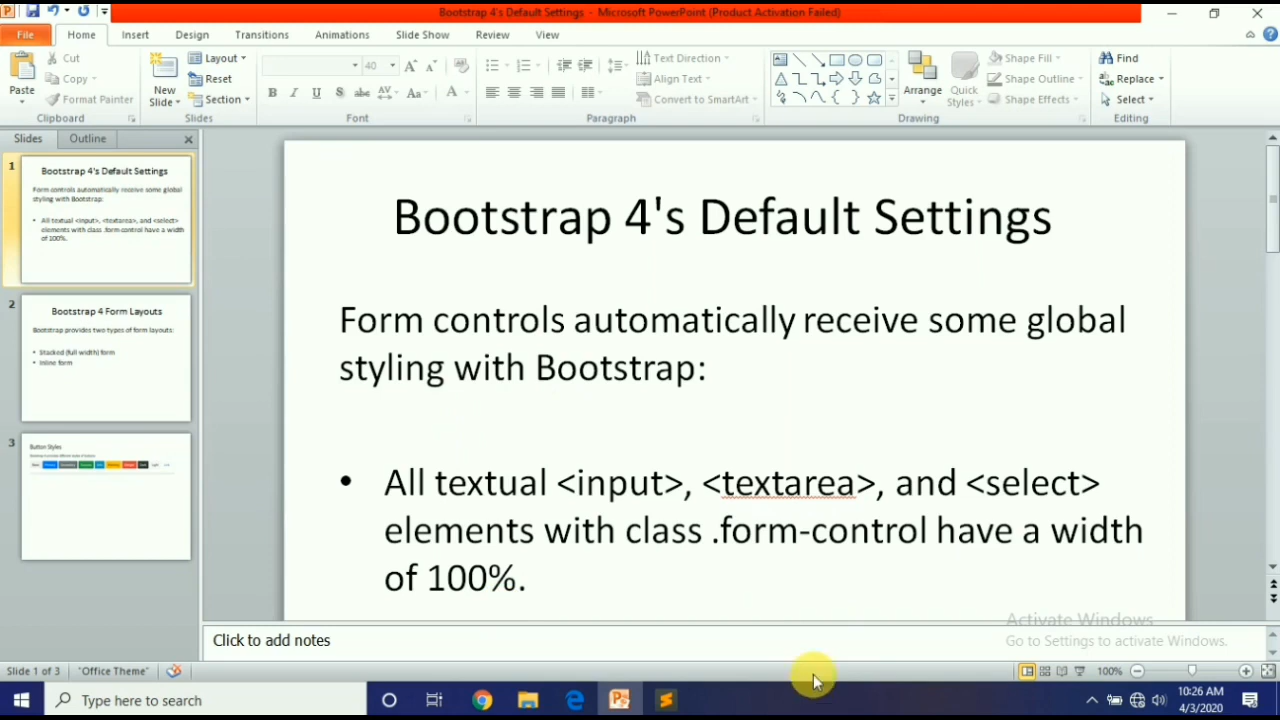 Bootstrap 4's Default Settings - Microsoft PowerPoint (Product Activation Failed)
File Home Insert Design Transitions Animations Slide Show Review View
Paste
Cut
Copy
Format Painter
Clipboard
New
Slide
Layout
Reset
Section
Slides
40
B I U S abc AV Aa A
Font
Text Direction
Align Text
Convert to SmartArt
Paragraph
Arrange
Quick
Styles
Shape Fill
Shape Outline
Shape Effects
Drawing
Find
Replace
Select
Editing
Slides Outline
1
Bootstrap 4's Default Settings
Form controls automatically receive some global
styling with Bootstrap:
• All textual <input>, <textarea>, and <select>
elements with class .form-control have a width
of 100%.
2
Bootstrap 4 Form Layouts
Bootstrap provides two types of form layouts:
• Stacked (full width) form
• Inline form
3
Button Styles
Bootstrap 4's Default Settings
Form controls automatically receive some global
styling with Bootstrap:
• All textual <input>, <textarea>, and <select>
elements with class .form-control have a width
of 100%.
Click to add notes
Activate Windows
Go to Settings to activate Windows.
Slide 1 of 3 "Office Theme" 100%
Type here to search
10:26 AM
4/3/2020